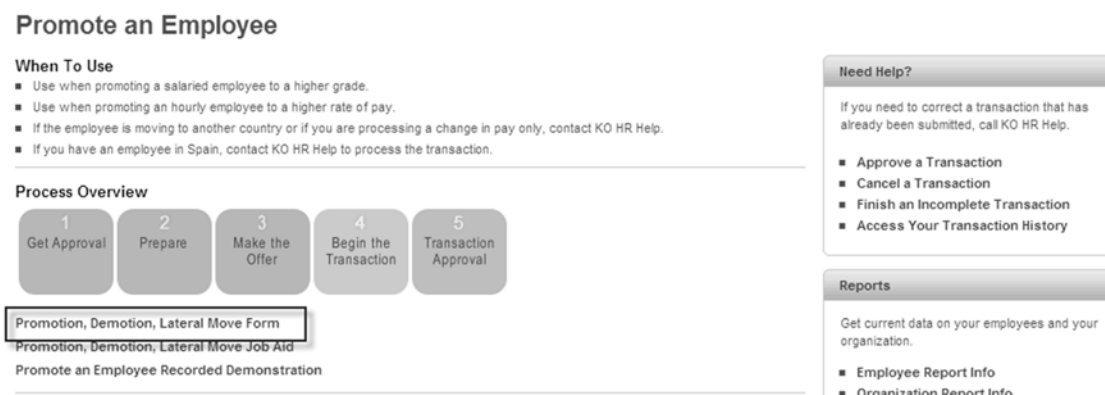 Promote an Employee
When To Use
Use when promoting a salaried employee to a higher grade.
Use when promoting an hourly employee to a higher rate of pay.
If the employee is moving to another country or if you are processing a change in pay only, contact KO HR Help.
If you have an employee in Spain, contact KO HR Help to process the transaction.
Process Overview
1
Get Approval
2
Prepare
3
Make the
Offer
4
Begin the
Transaction
5
Transaction
Approval
Promotion, Demotion, Lateral Move Form
Promotion, Demotion, Lateral Move Job Aid
Promote an Employee Recorded Demonstration
Need Help?
If you need to correct a transaction that has
already been submitted, call KO HR Help.
Approve a Transaction
Cancel a Transaction
Finish an Incomplete Transaction
Access Your Transaction History
Reports
Get current data on your employees and your
organization.
Employee Report Info
Organization Report Info